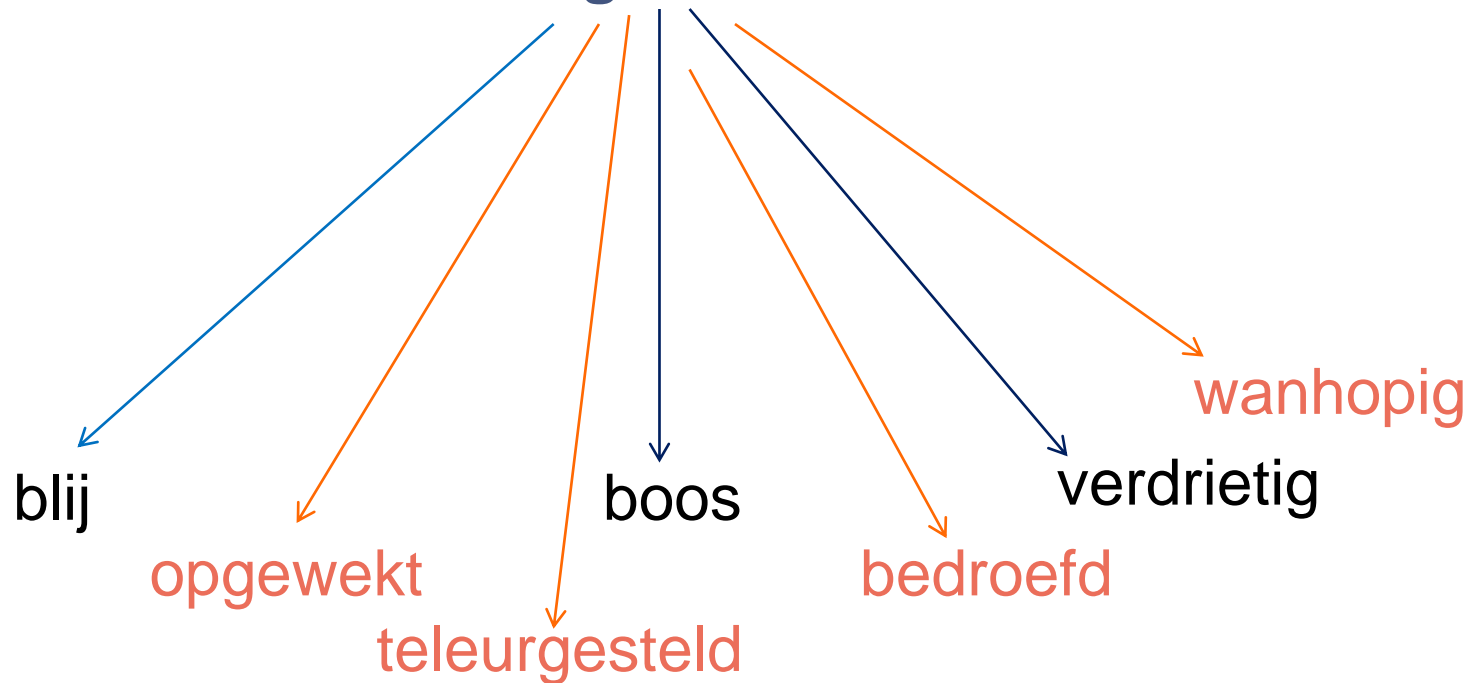 wanhopig
blij
boos
verdrietig
opgewekt
bedroefd
teleurgesteld